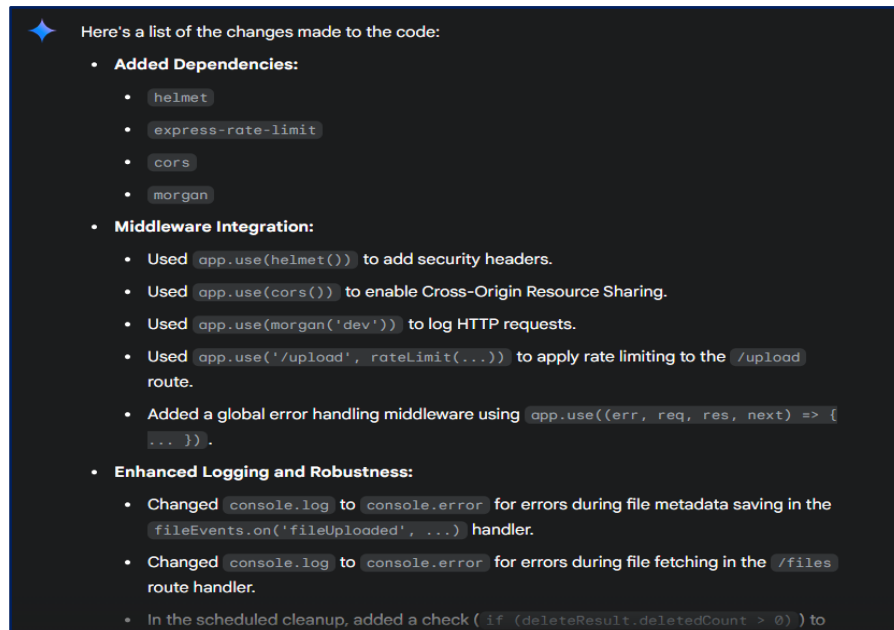 Here's a list of the changes made to the code:
• Added Dependencies:
• helmet
• express-rate-limit
• cors
• morgan
• Middleware Integration:
• Used app.use(helmet()) to add security headers.
• Used app.use(cors()) to enable Cross-Origin Resource Sharing.
• Used app.use(morgan('dev')) to log HTTP requests.
• Used app.use('/upload', rateLimit(...)) to apply rate limiting to the /upload
route.
• Added a global error handling middleware using app.use((err, req, res, next) => {
... }) .
• Enhanced Logging and Robustness:
• Changed console.log to console.error for errors during file metadata saving in the
fileEvents.on('fileUploaded', ...) handler.
• Changed console.log to console.error for errors during file fetching in the /files
route handler.
• In the scheduled cleanup, added a check ( if (deleteResult.deletedCount > 0) ) to